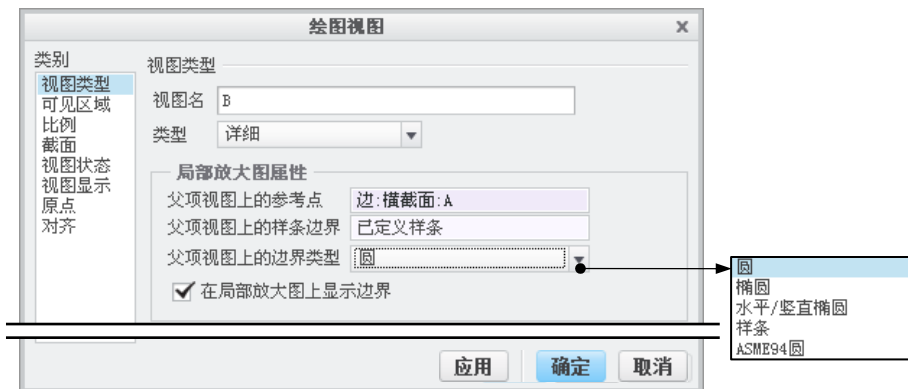 绘图视图
类别
视图类型
可见区域
比例
截面
视图状态
视图显示
原点
对齐
视图类型
视图名 B
类型 详细
局部放大图属性
父项视图上的参考点 边:横截面:A
父项视图上的样条边界 已定义样条
父项视图上的边界类型 圆
在局部放大图上显示边界
圆
椭圆
水平/竖直椭圆
样条
ASME94圆
应用 确定 取消